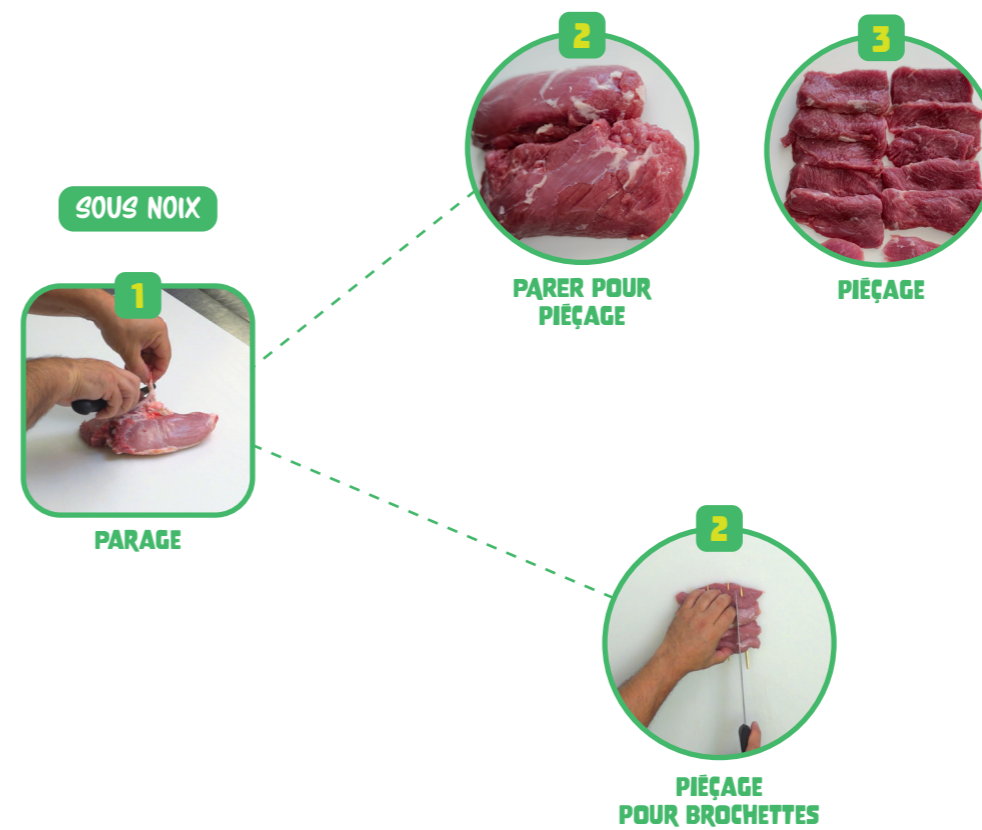 SOUS NOIX
1
PARAGE
2
PARER POUR
PIÉÇAGE
3
PIÉÇAGE
2
PIÉÇAGE
POUR BROCHETTES